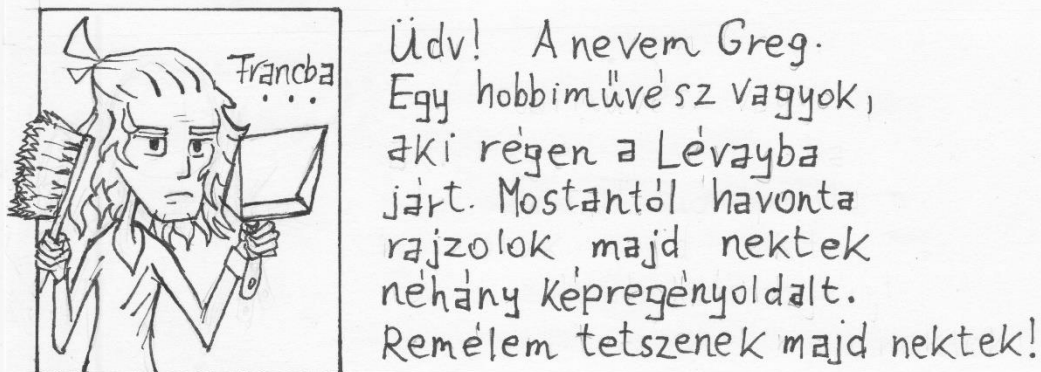 Francba
...
Üdv! A nevem Greg.
Egy hobbiművész vagyok,
aki régen a Lévayba
járt. Mostantól havonta
rajzolok majd nektek
néhány képregényoldalt.
Remélem tetszenek majd nektek!